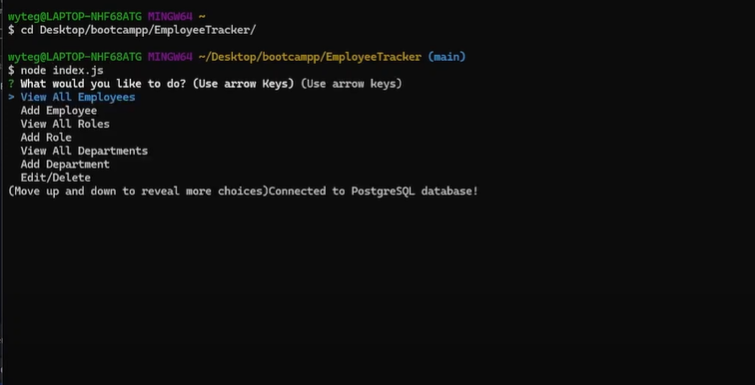 wyteg@LAPTOP-NHF68ATG MINGW64 ~
$ cd Desktop/bootcampp/EmployeeTracker/
wyteg@LAPTOP-NHF68ATG MINGW64 ~/Desktop/bootcampp/EmployeeTracker (main)
$ node index.js
? What would you like to do? (Use arrow Keys) (Use arrow keys)
> View All Employees
Add Employee
View All Roles
Add Role
View All Departments
Add Department
Edit/Delete
(Move up and down to reveal more choices)Connected to PostgreSQL database!